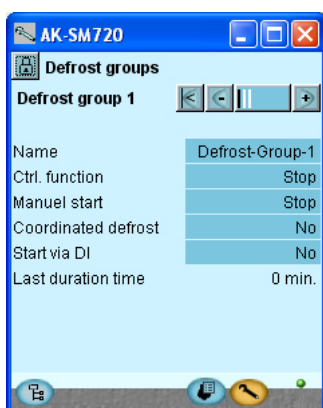 AK-SM720
Defrost groups
Defrost group 1
Name Defrost-Group-1
Ctrl. function Stop
Manuel start Stop
Coordinated defrost No
Start via DI No
Last duration time 0 min.